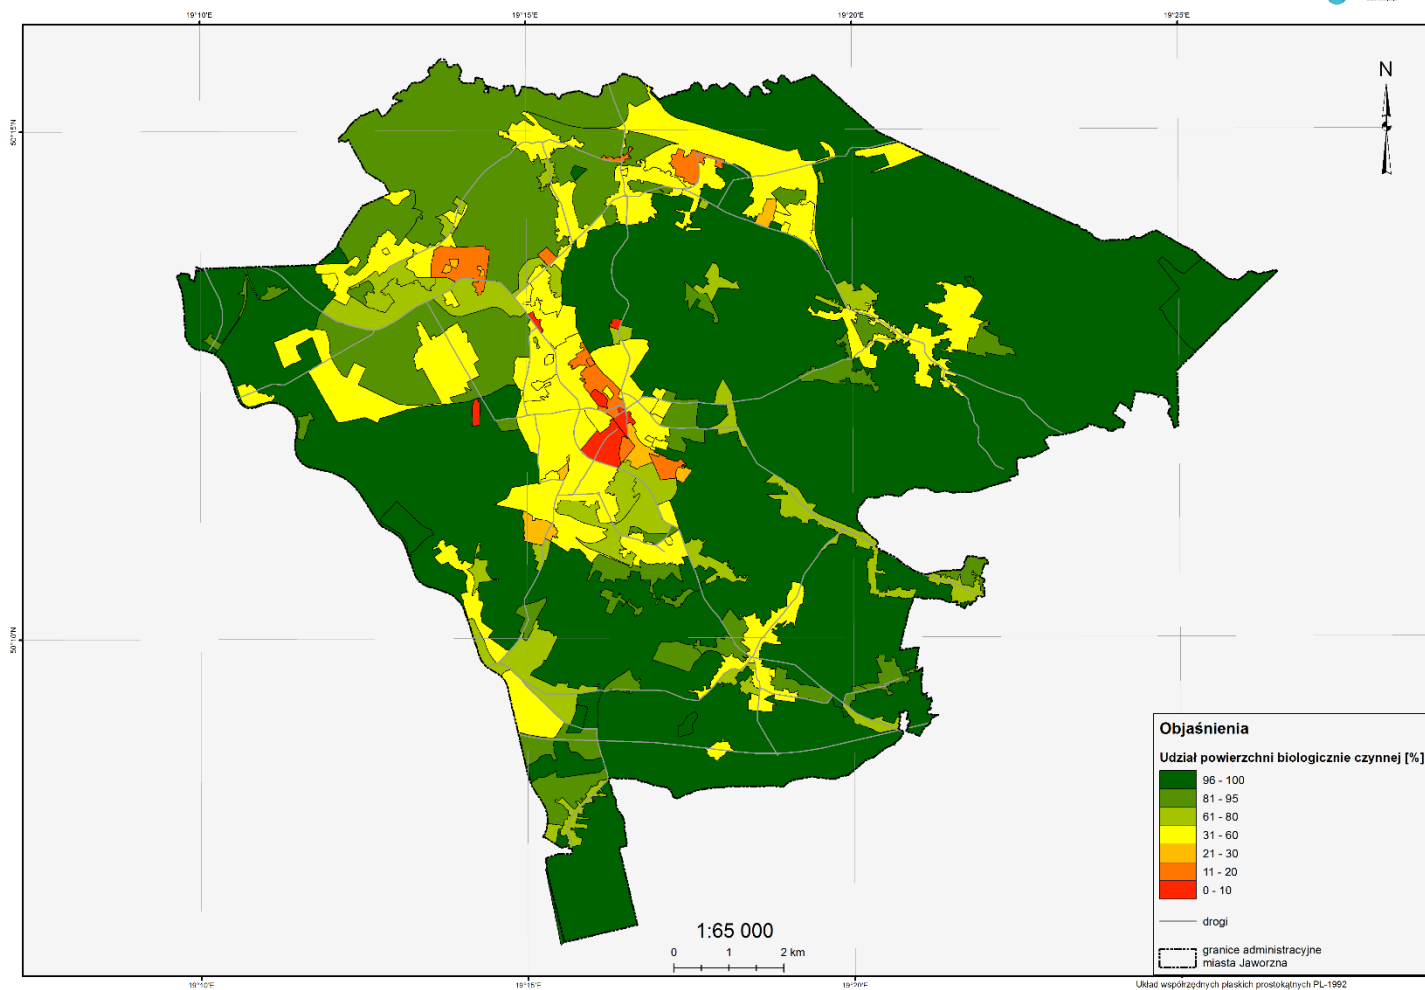 19°10'E 19°15'E 19°20'E 19°25'E
N
50°15'N
50°10'N
Objaśnienia
Udział powierzchni biologicznie czynnej [%]
96 - 100
81 - 95
61 - 80
31 - 60
21 - 30
11 - 20
0 - 10
drogi
granice administracyjne
miasta Jaworzna
1:65 000
0 1 2 km
19°10'E 19°15'E 19°20'E
Układ współrzędnych płaskich prostokątnych PL-1992